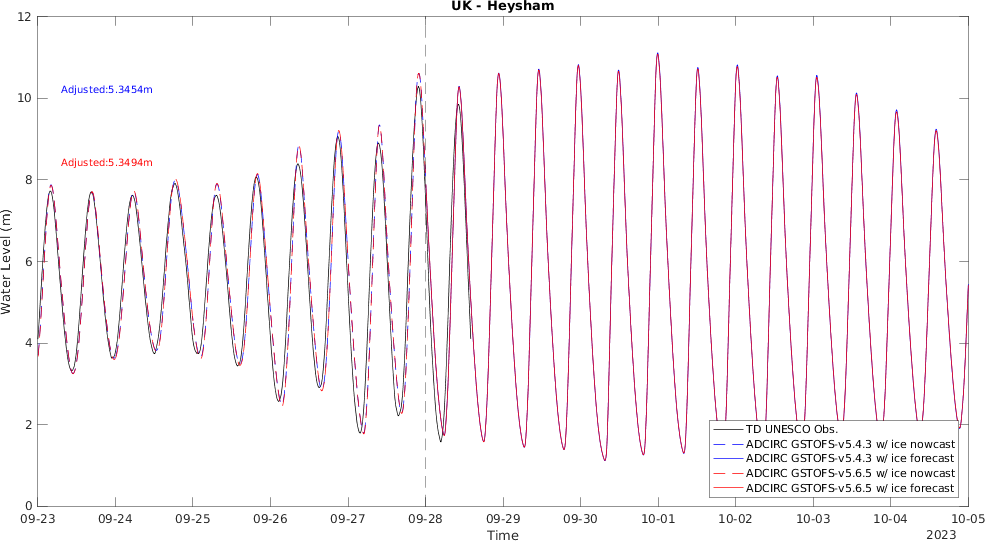 UK - Heysham
12
10
8
6
4
2
0
Water Level (m)
Adjusted:5.3454m
Adjusted:5.3494m
TD UNESCO Obs.
ADCIRC GSTOFS-v5.4.3 w/ ice nowcast
ADCIRC GSTOFS-v5.4.3 w/ ice forecast
ADCIRC GSTOFS-v5.6.5 w/ ice nowcast
ADCIRC GSTOFS-v5.6.5 w/ ice forecast
09-23 09-24 09-25 09-26 09-27 09-28 09-29 09-30 10-01 10-02 10-03 10-04 10-05
Time
2023